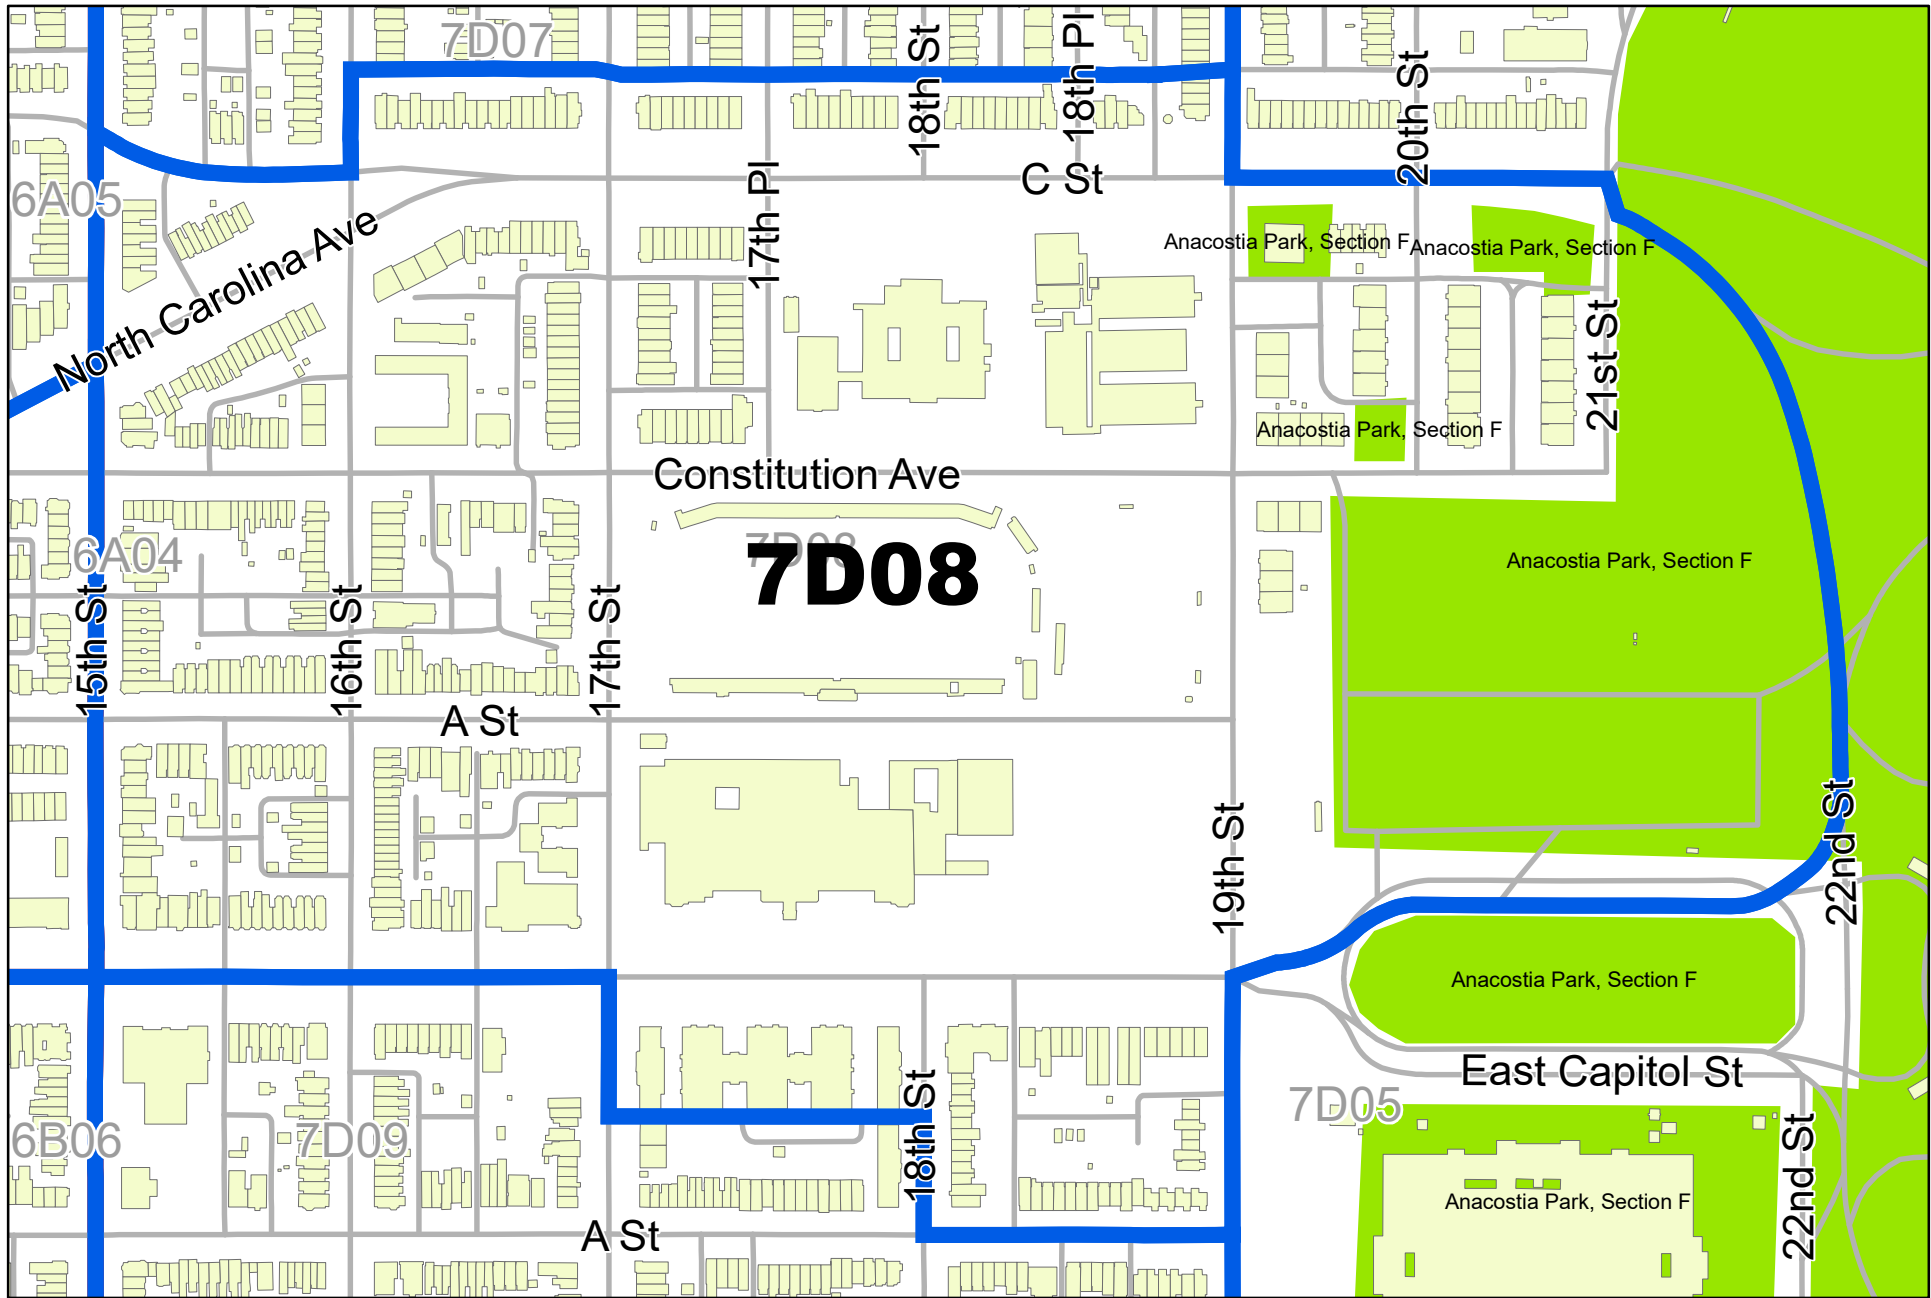 7D07
18th St
18th Pl
20th St
6A05
C St
17th Pl
North Carolina Ave
Anacostia Park, Section F
Anacostia Park, Section F
21st St
Anacostia Park, Section F
Constitution Ave
6A04
7D08
7D08
Anacostia Park, Section F
15th St
16th St
17th St
A St
19th St
22nd St
Anacostia Park, Section F
East Capitol St
7D05
6B06
7D09
18th St
22nd St
Anacostia Park, Section F
A St